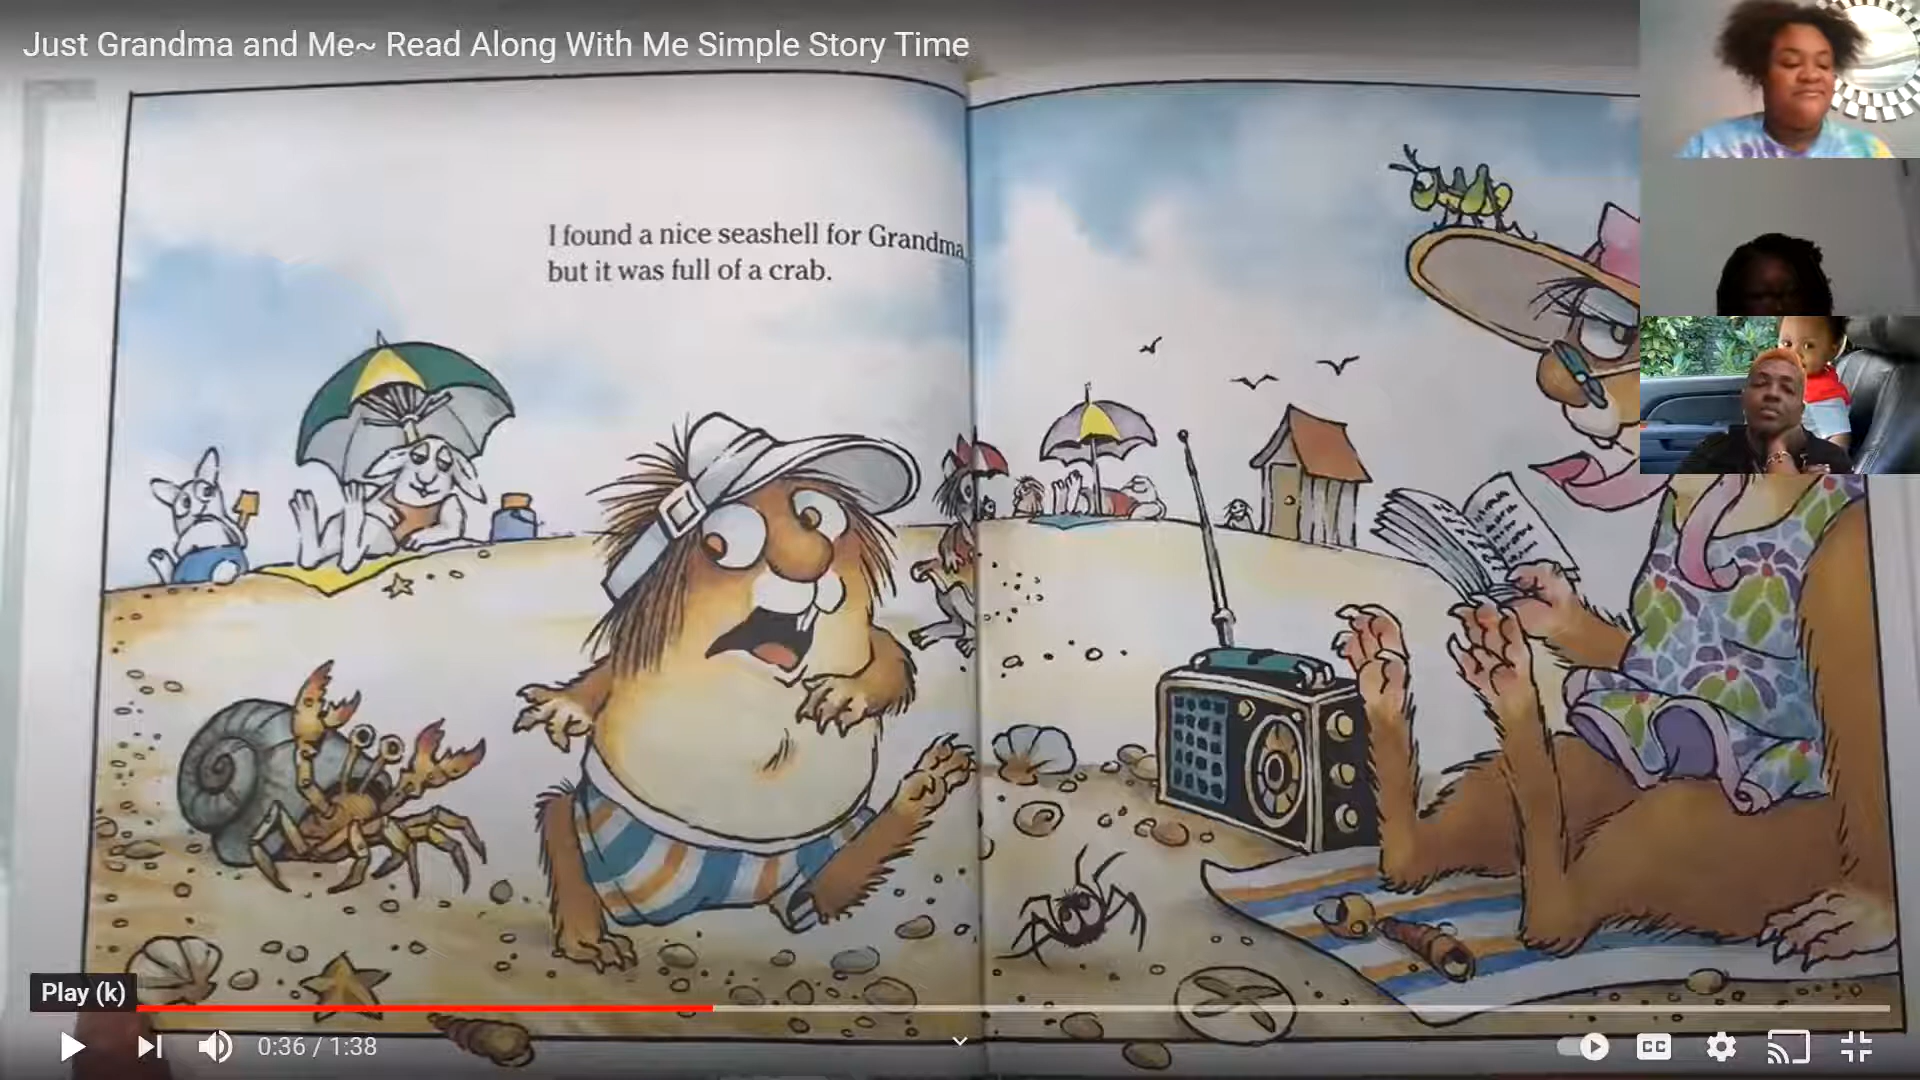 Just Grandma and Me~ Read Along With Me Simple Story Time
I found a nice seashell for Grandma,
but it was full of a crab.
Play (k)
0:36 / 1:38
CC